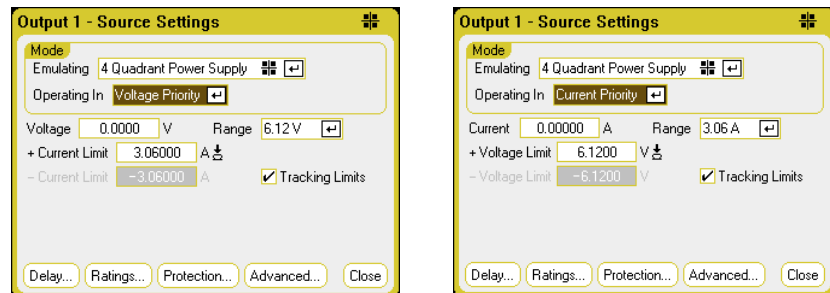 Output 1 - Source Settings
Mode
Emulating 4 Quadrant Power Supply
Operating In Voltage Priority
Voltage 0.0000 V Range 6.12 V
+ Current Limit 3.06000 A
- Current Limit -3.06000 A Tracking Limits
Delay... Ratings... Protection... Advanced... Close
Output 1 - Source Settings
Mode
Emulating 4 Quadrant Power Supply
Operating In Current Priority
Current 0.00000 A Range 3.06 A
+ Voltage Limit 6.1200 V
- Voltage Limit -6.1200 V Tracking Limits
Delay... Ratings... Protection... Advanced... Close